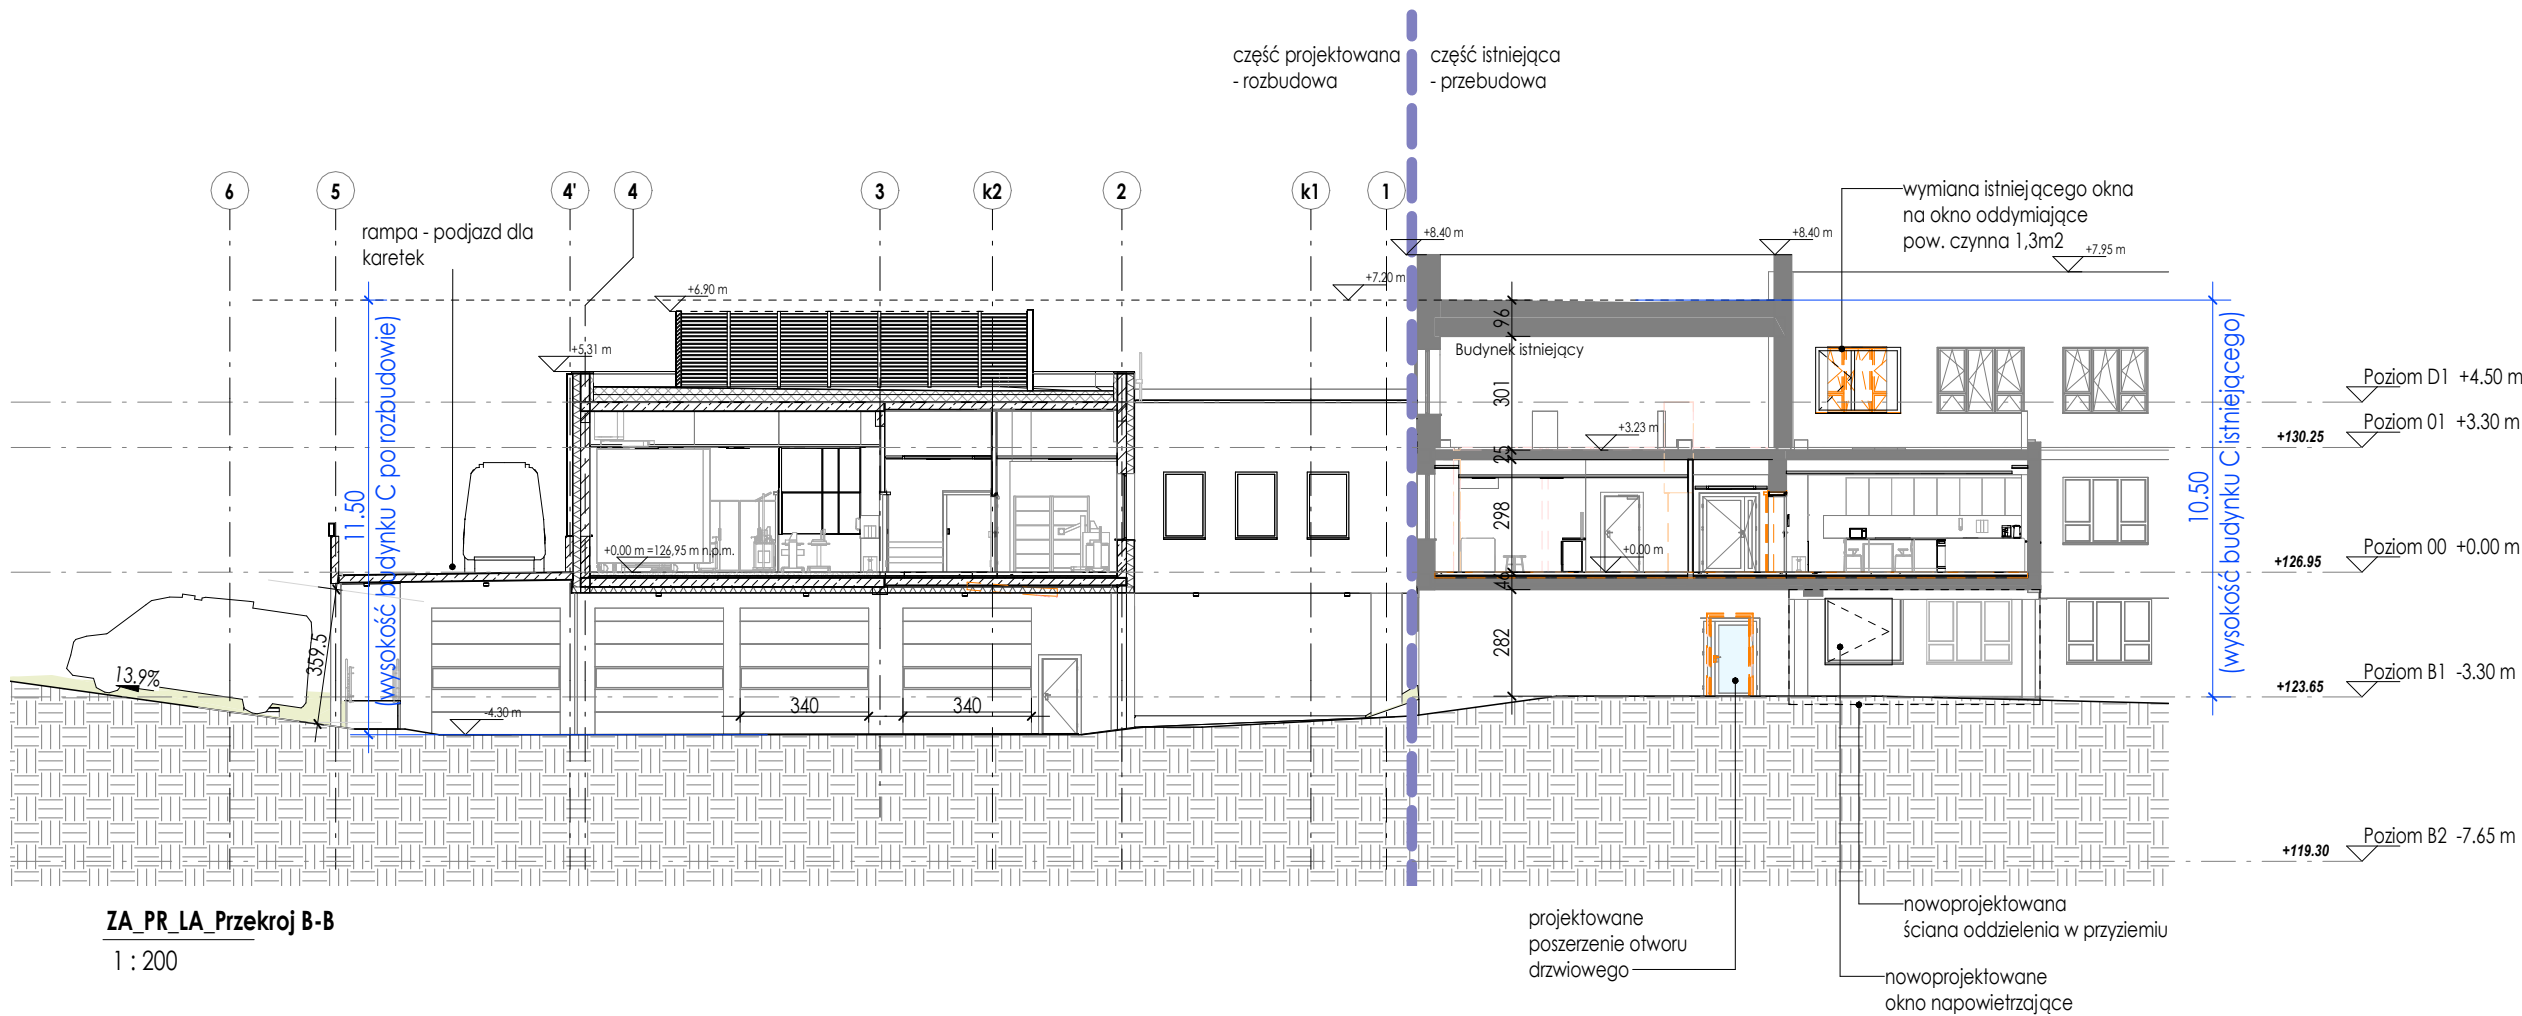 część projektowana
- rozbudowa
część istniejąca
- przebudowa
6
5
4'
4
3
k2
2
k1
1
rampa - podjazd dla
karetek
wymiana istniejącego okna
na okno oddymiające
pow. czynna 1,3m2
+8.40 m
+8.40 m
+7.95 m
+7.20 m
+6.90 m
+5.31 m
96
Budynek istniejący
301
+3.23 m
25
298
+0.00 m =126,95 m n.p.m.
+0.00 m
49
282
11.50
(wysokość budynku C po rozbudowie)
10.50
(wysokość budynku C istniejącego)
Poziom D1 +4.50 m
Poziom 01 +3.30 m
+130.25
Poziom 00 +0.00 m
+126.95
Poziom B1 -3.30 m
+123.65
Poziom B2 -7.65 m
+119.30
359.5
13.9%
-4.30 m
340
340
ZA_PR_LA_Przekroj B-B
1 : 200
projektowane
poszerzenie otworu
drzwiowego
nowoprojektowana
ściana oddzielenia w przyziemiu
nowoprojektowane
okno napowietrzające